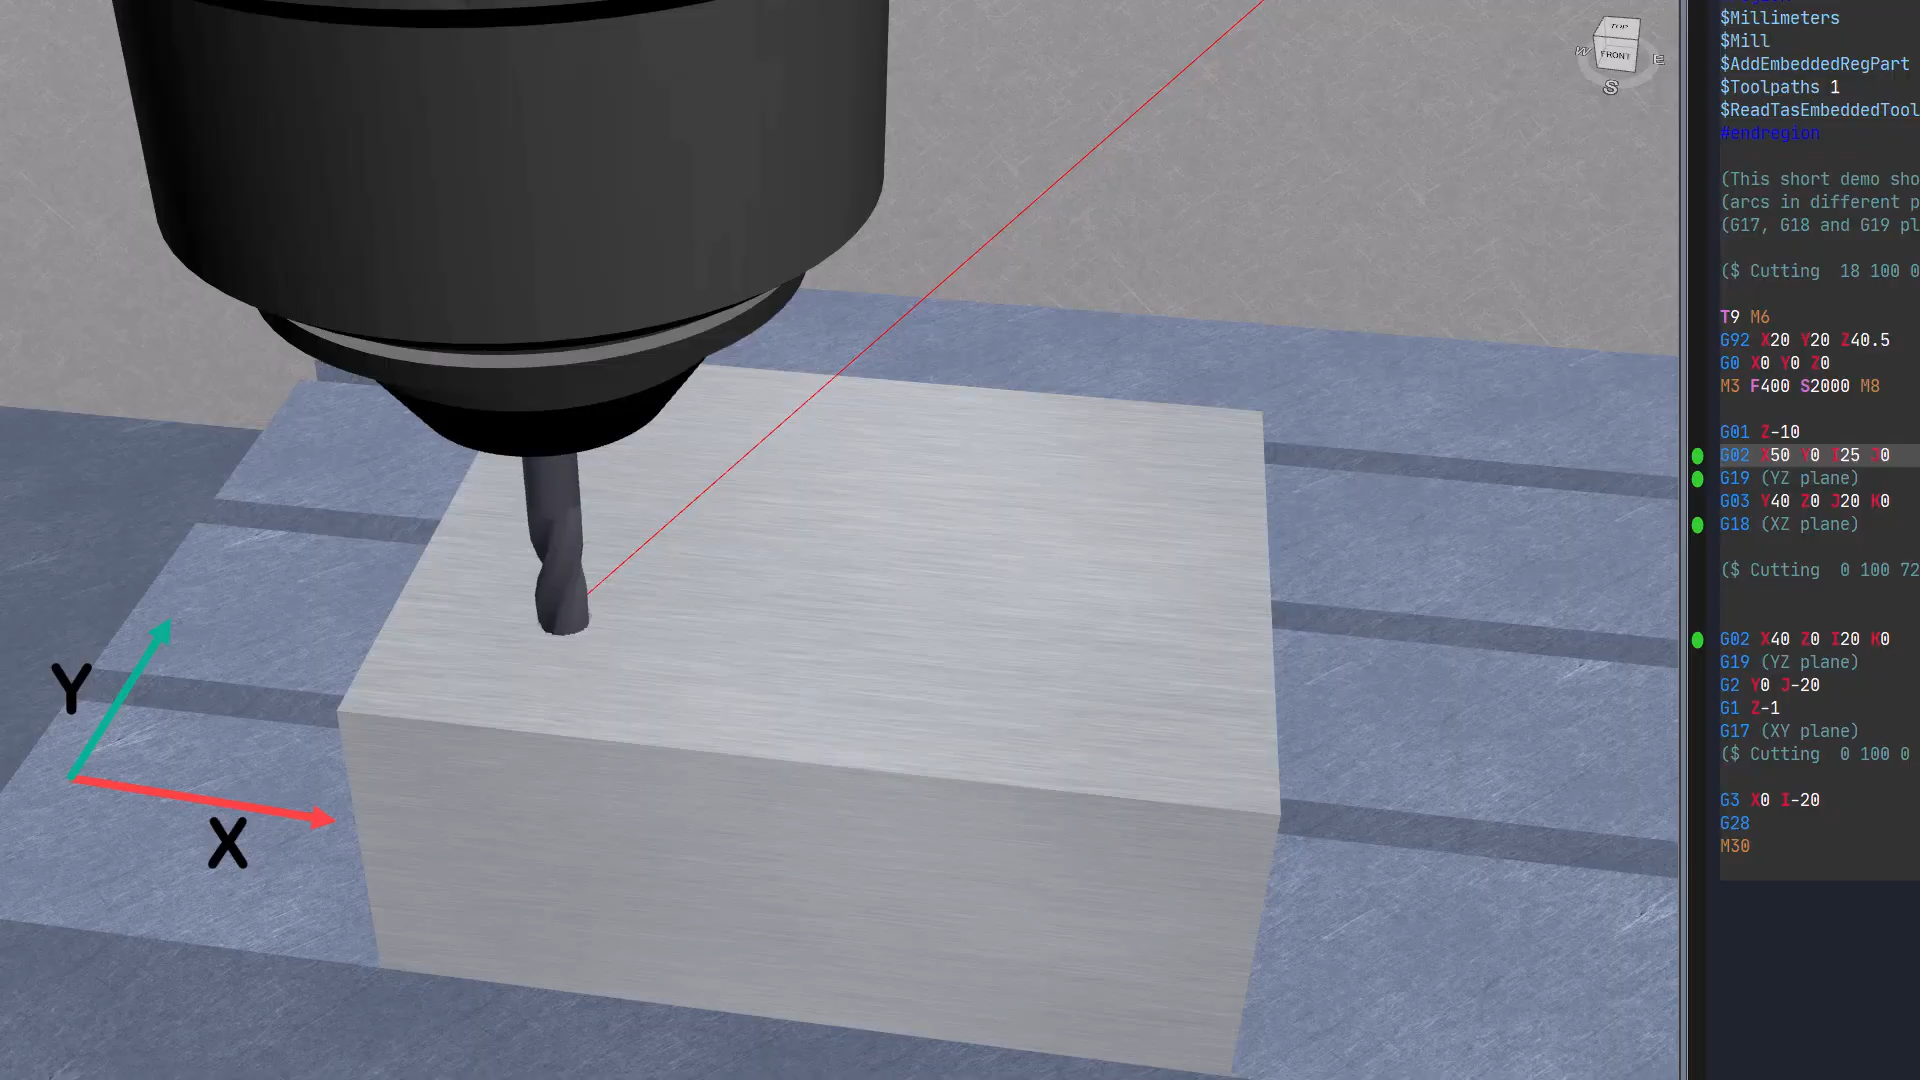 TOP
FRONT
W
E
S
Y
X
$Millimeters
$Mill
$AddEmbeddedRegPart
$Toolpaths 1
$ReadTasEmbeddedTool
#endregion
(This short demo sho
(arcs in different p
(G17, G18 and G19 pl
($ Cutting 18 100 0
T9 M6
G92 X20 Y20 Z40.5
G0 X0 Y0 Z0
M3 F400 S2000 M8
G01 Z-10
G02 X50 Y0 I25 J0
G19 (YZ plane)
G03 Y40 Z0 J20 K0
G18 (XZ plane)
($ Cutting 0 100 72
G02 X40 Z0 I20 K0
G19 (YZ plane)
G2 Y0 J-20
G1 Z-1
G17 (XY plane)
($ Cutting 0 100 0
G3 X0 I-20
G28
M30